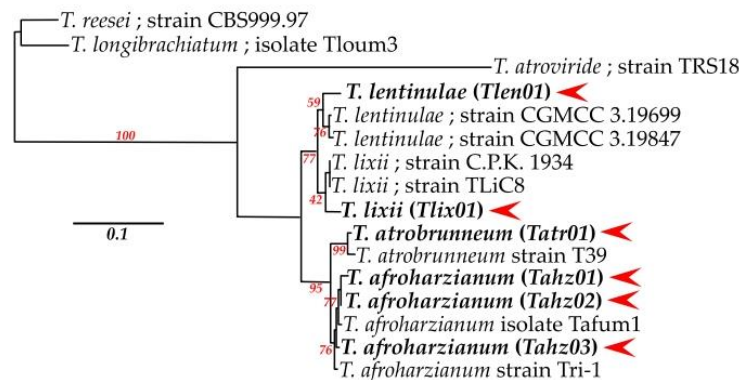 T. reesei ; strain CBS999.97
T. longibrachiatum ; isolate Tloum3
T. atroviride ; strain TRS18
T. lentinulae (Tlen01)
59
T. lentinulae ; strain CGMCC 3.19699
76
T. lentinulae ; strain CGMCC 3.19847
100
77
T. lixii ; strain C.P.K. 1934
T. lixii ; strain TLiC8
42
T. lixii (Tlix01)
0.1
T. atrobrunneum (Tatr01)
99
T. atrobrunneum strain T39
T. afroharzianum (Tahz01)
95
77
T. afroharzianum (Tahz02)
T. afroharzianum isolate Tafum1
76
T. afroharzianum (Tahz03)
T. afroharzianum strain Tri-1